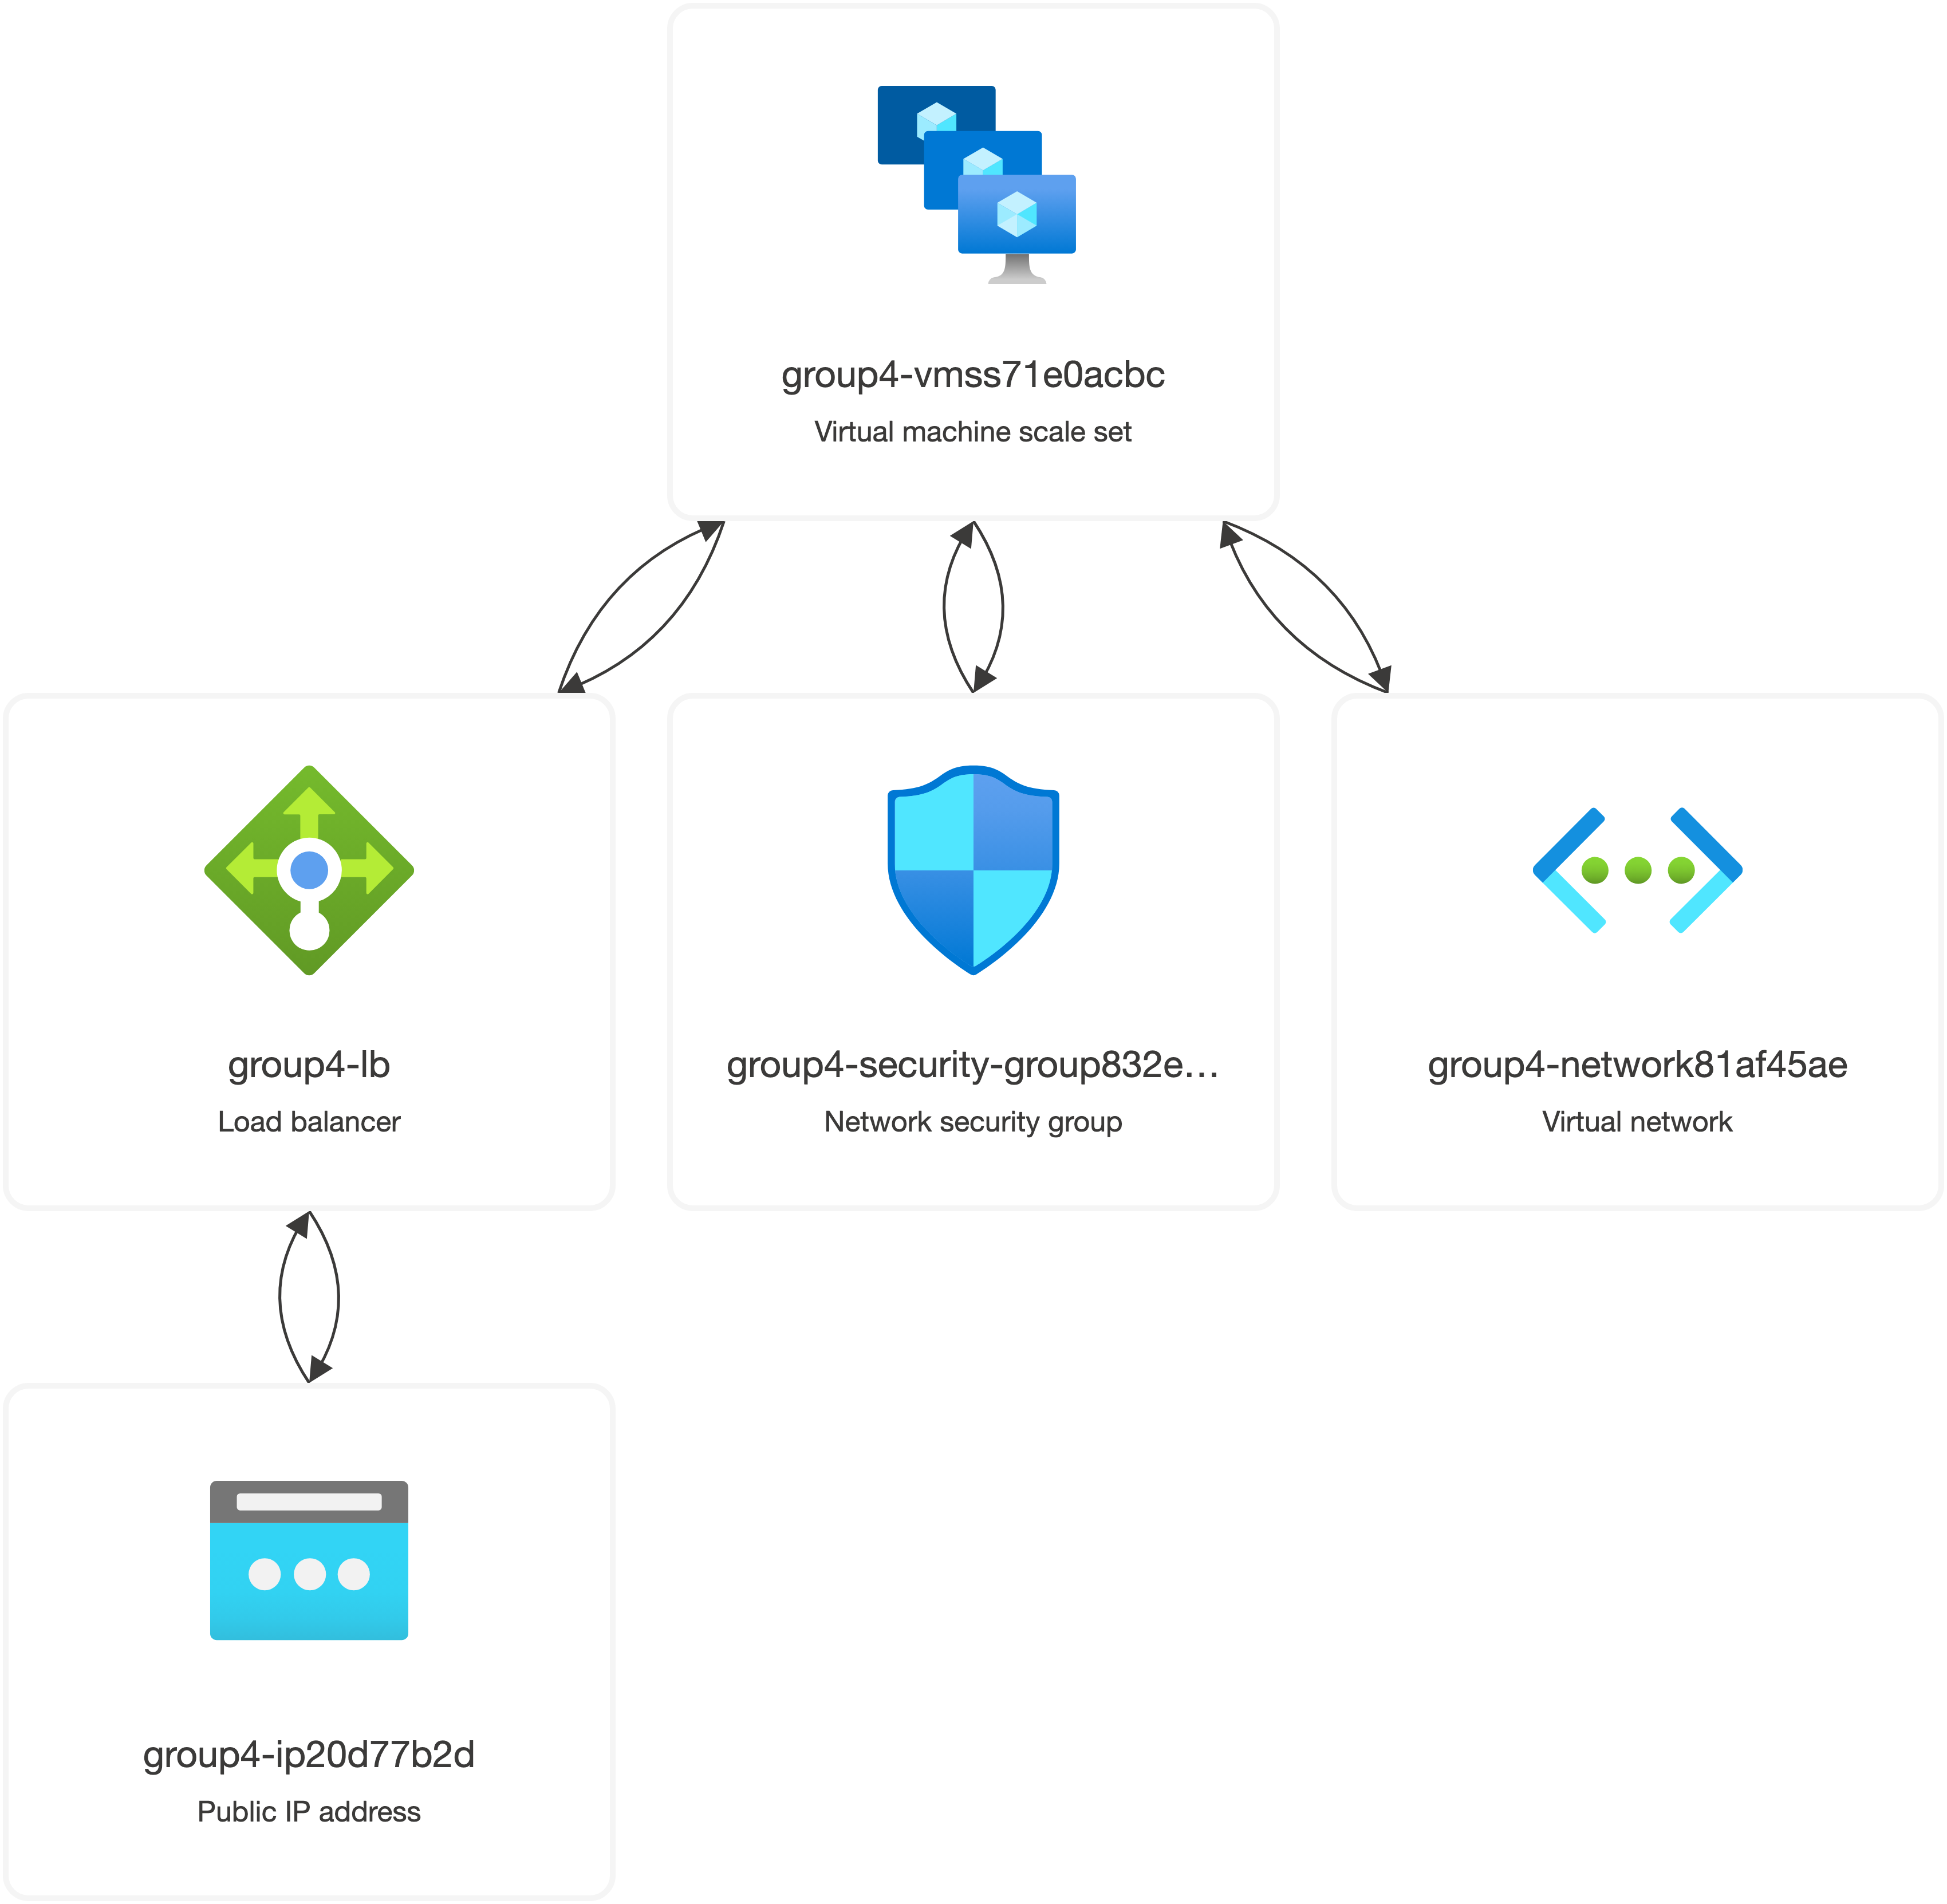 group4-vmss71e0acbc
Virtual machine scale set
group4-lb
Load balancer
group4-security-group832e...
Network security group
group4-network81af45ae
Virtual network
group4-ip20d77b2d
Public IP address